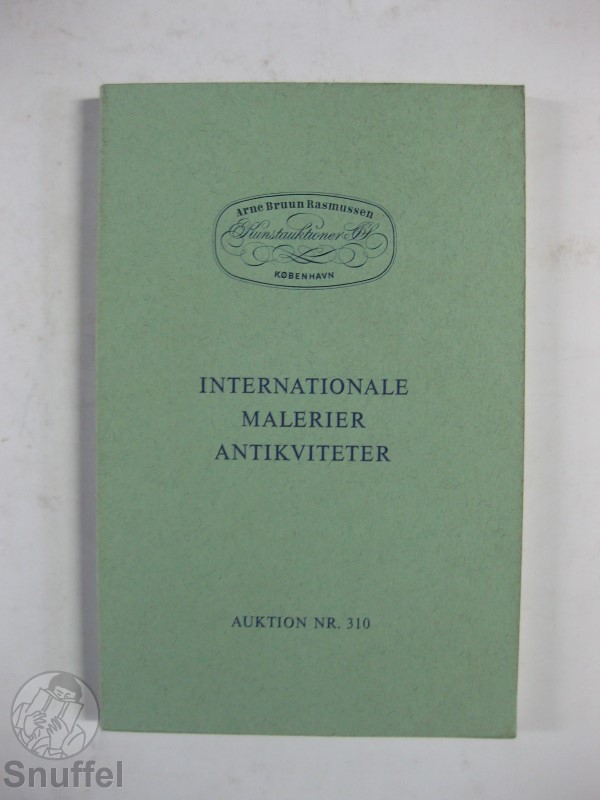 Arne Bruun Rasmussen
Kunstauktioner
KØBENHAVN
INTERNATIONALE
MALERIER
ANTIKVITETER
AUKTION NR. 310
Snuffel